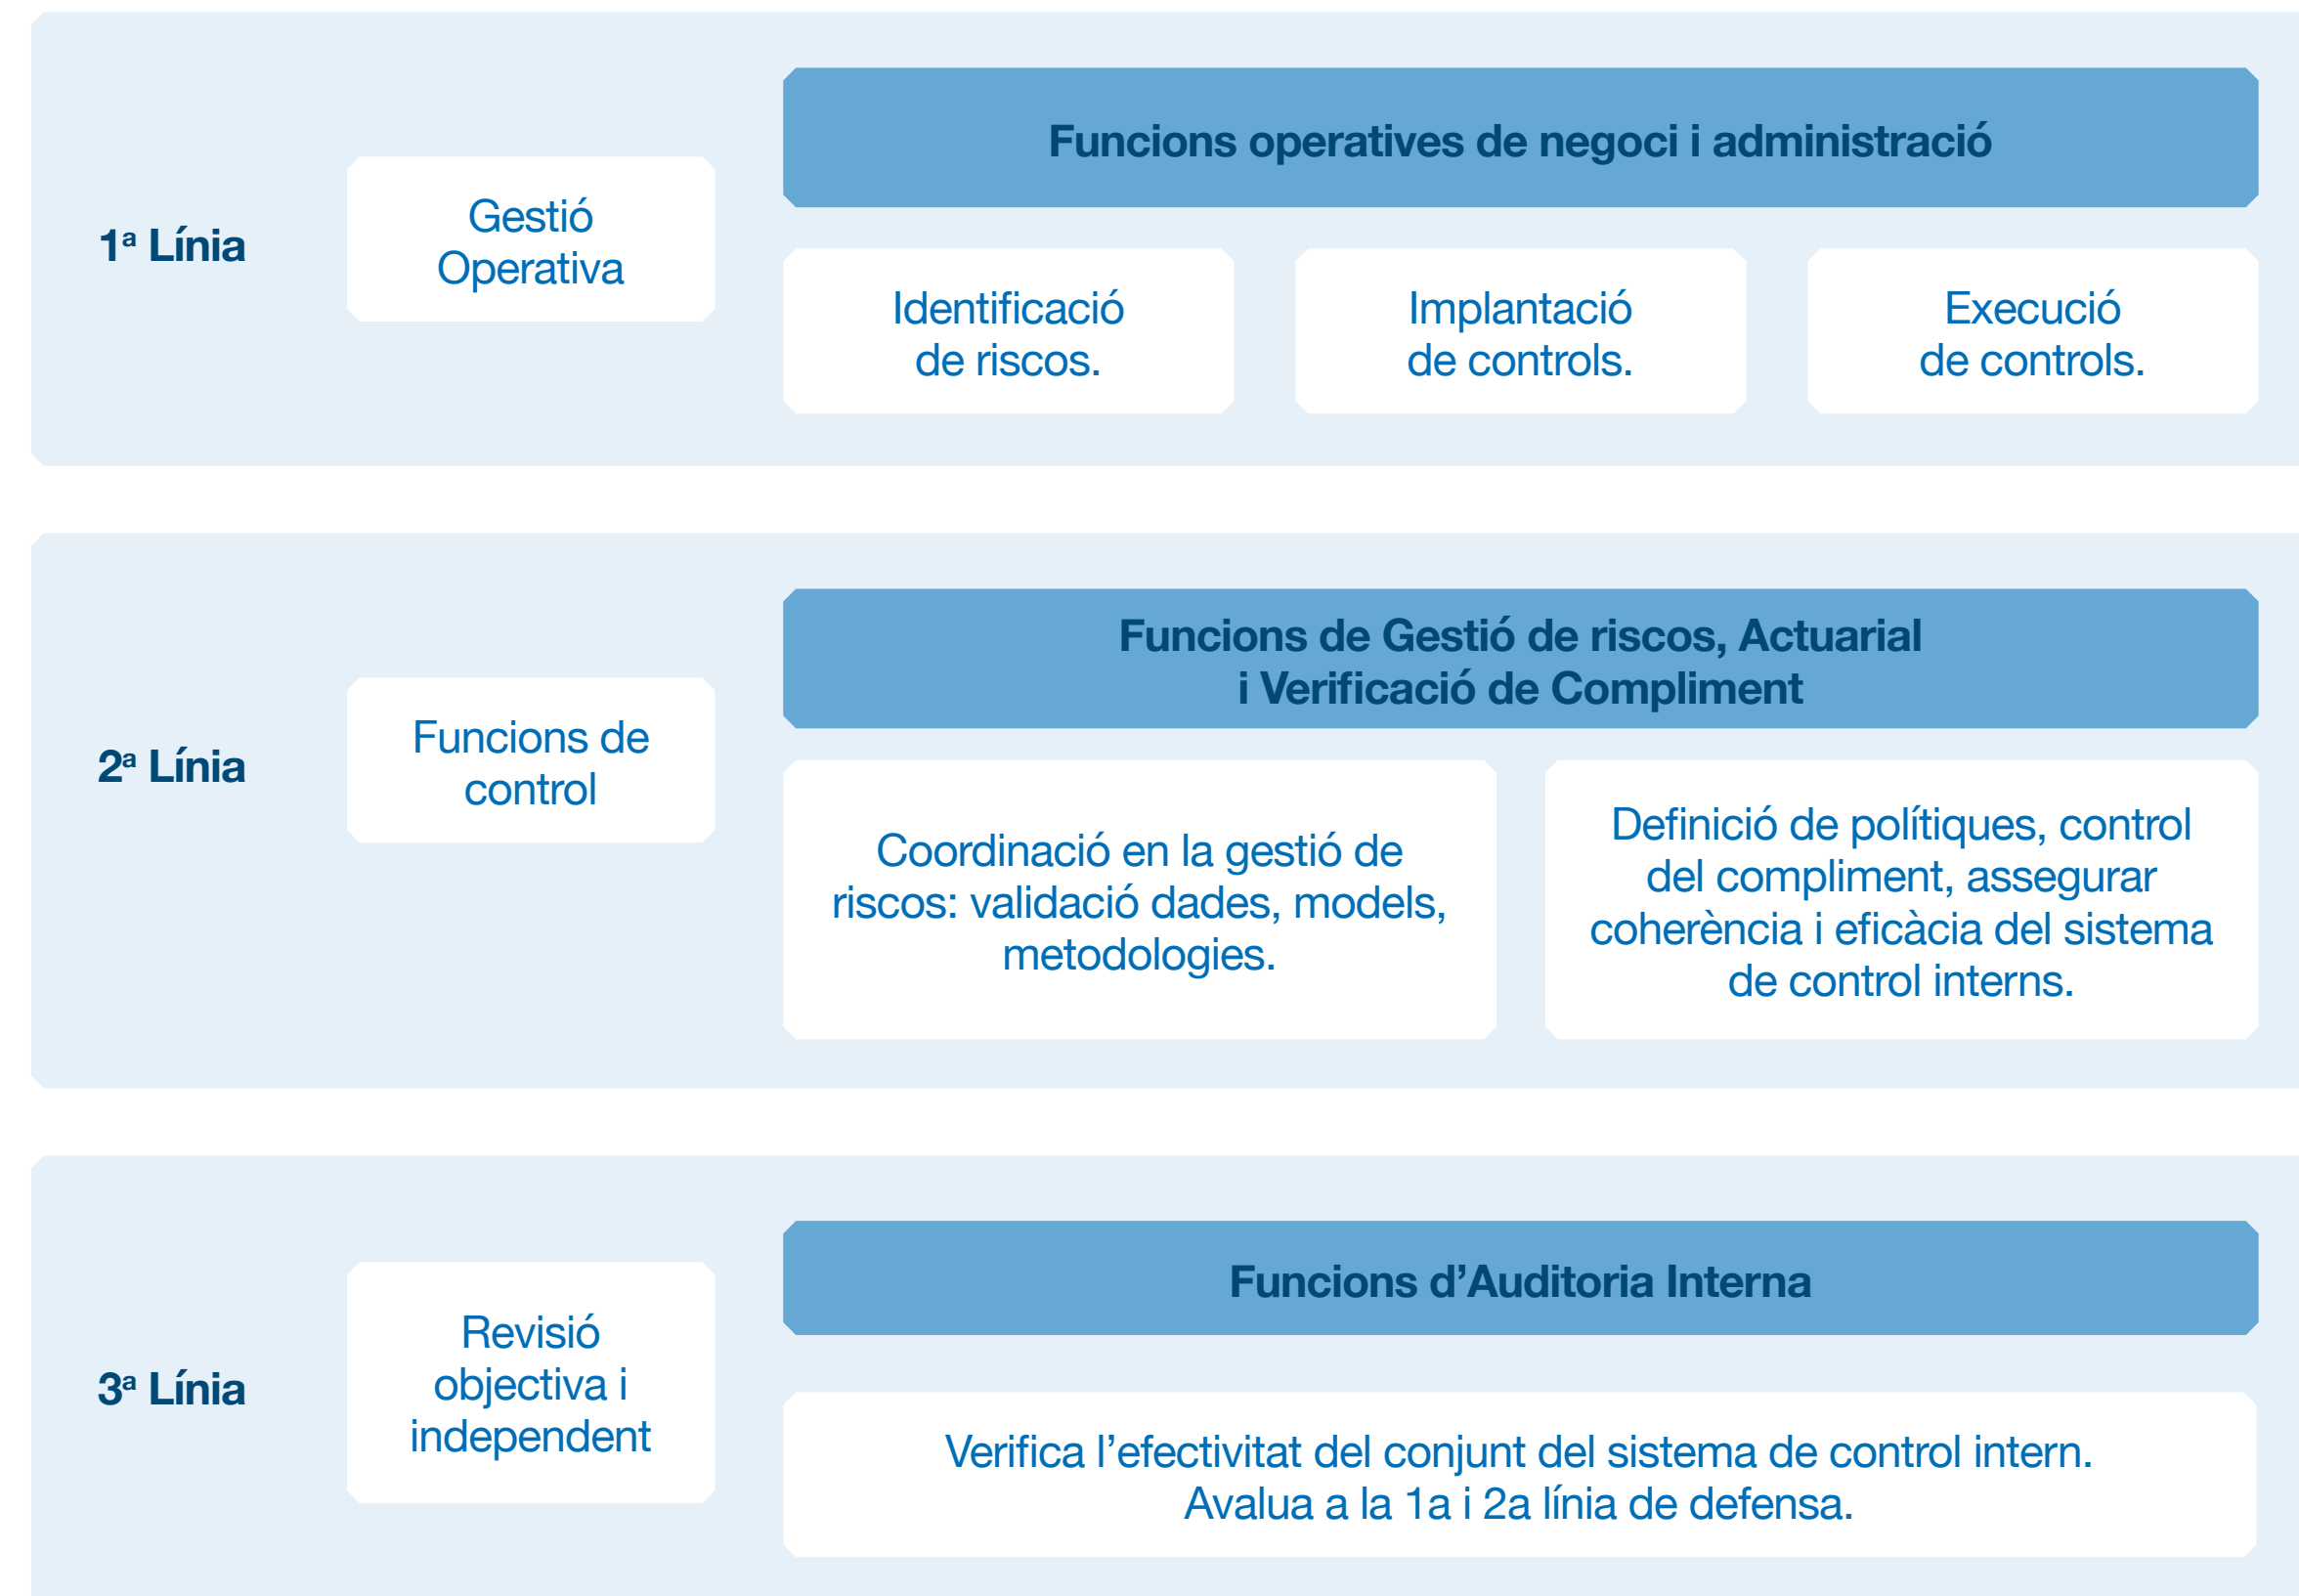 1ª Línia
Gestió
Operativa
Funcions operatives de negoci i administració
Identificació
de riscos.
Implantació
de controls.
Execució
de controls.
2ª Línia
Funcions de
control
Funcions de Gestió de riscos, Actuarial
i Verificació de Compliment
Coordinació en la gestió de
riscos: validació dades, models,
metodologies.
Definició de polítiques, control
del compliment, assegurar
coherència i eficàcia del sistema
de control interns.
3ª Línia
Revisió
objectiva i
independent
Funcions d’Auditoria Interna
Verifica l’efectivitat del conjunt del sistema de control intern.
Avalua a la 1a i 2a línia de defensa.